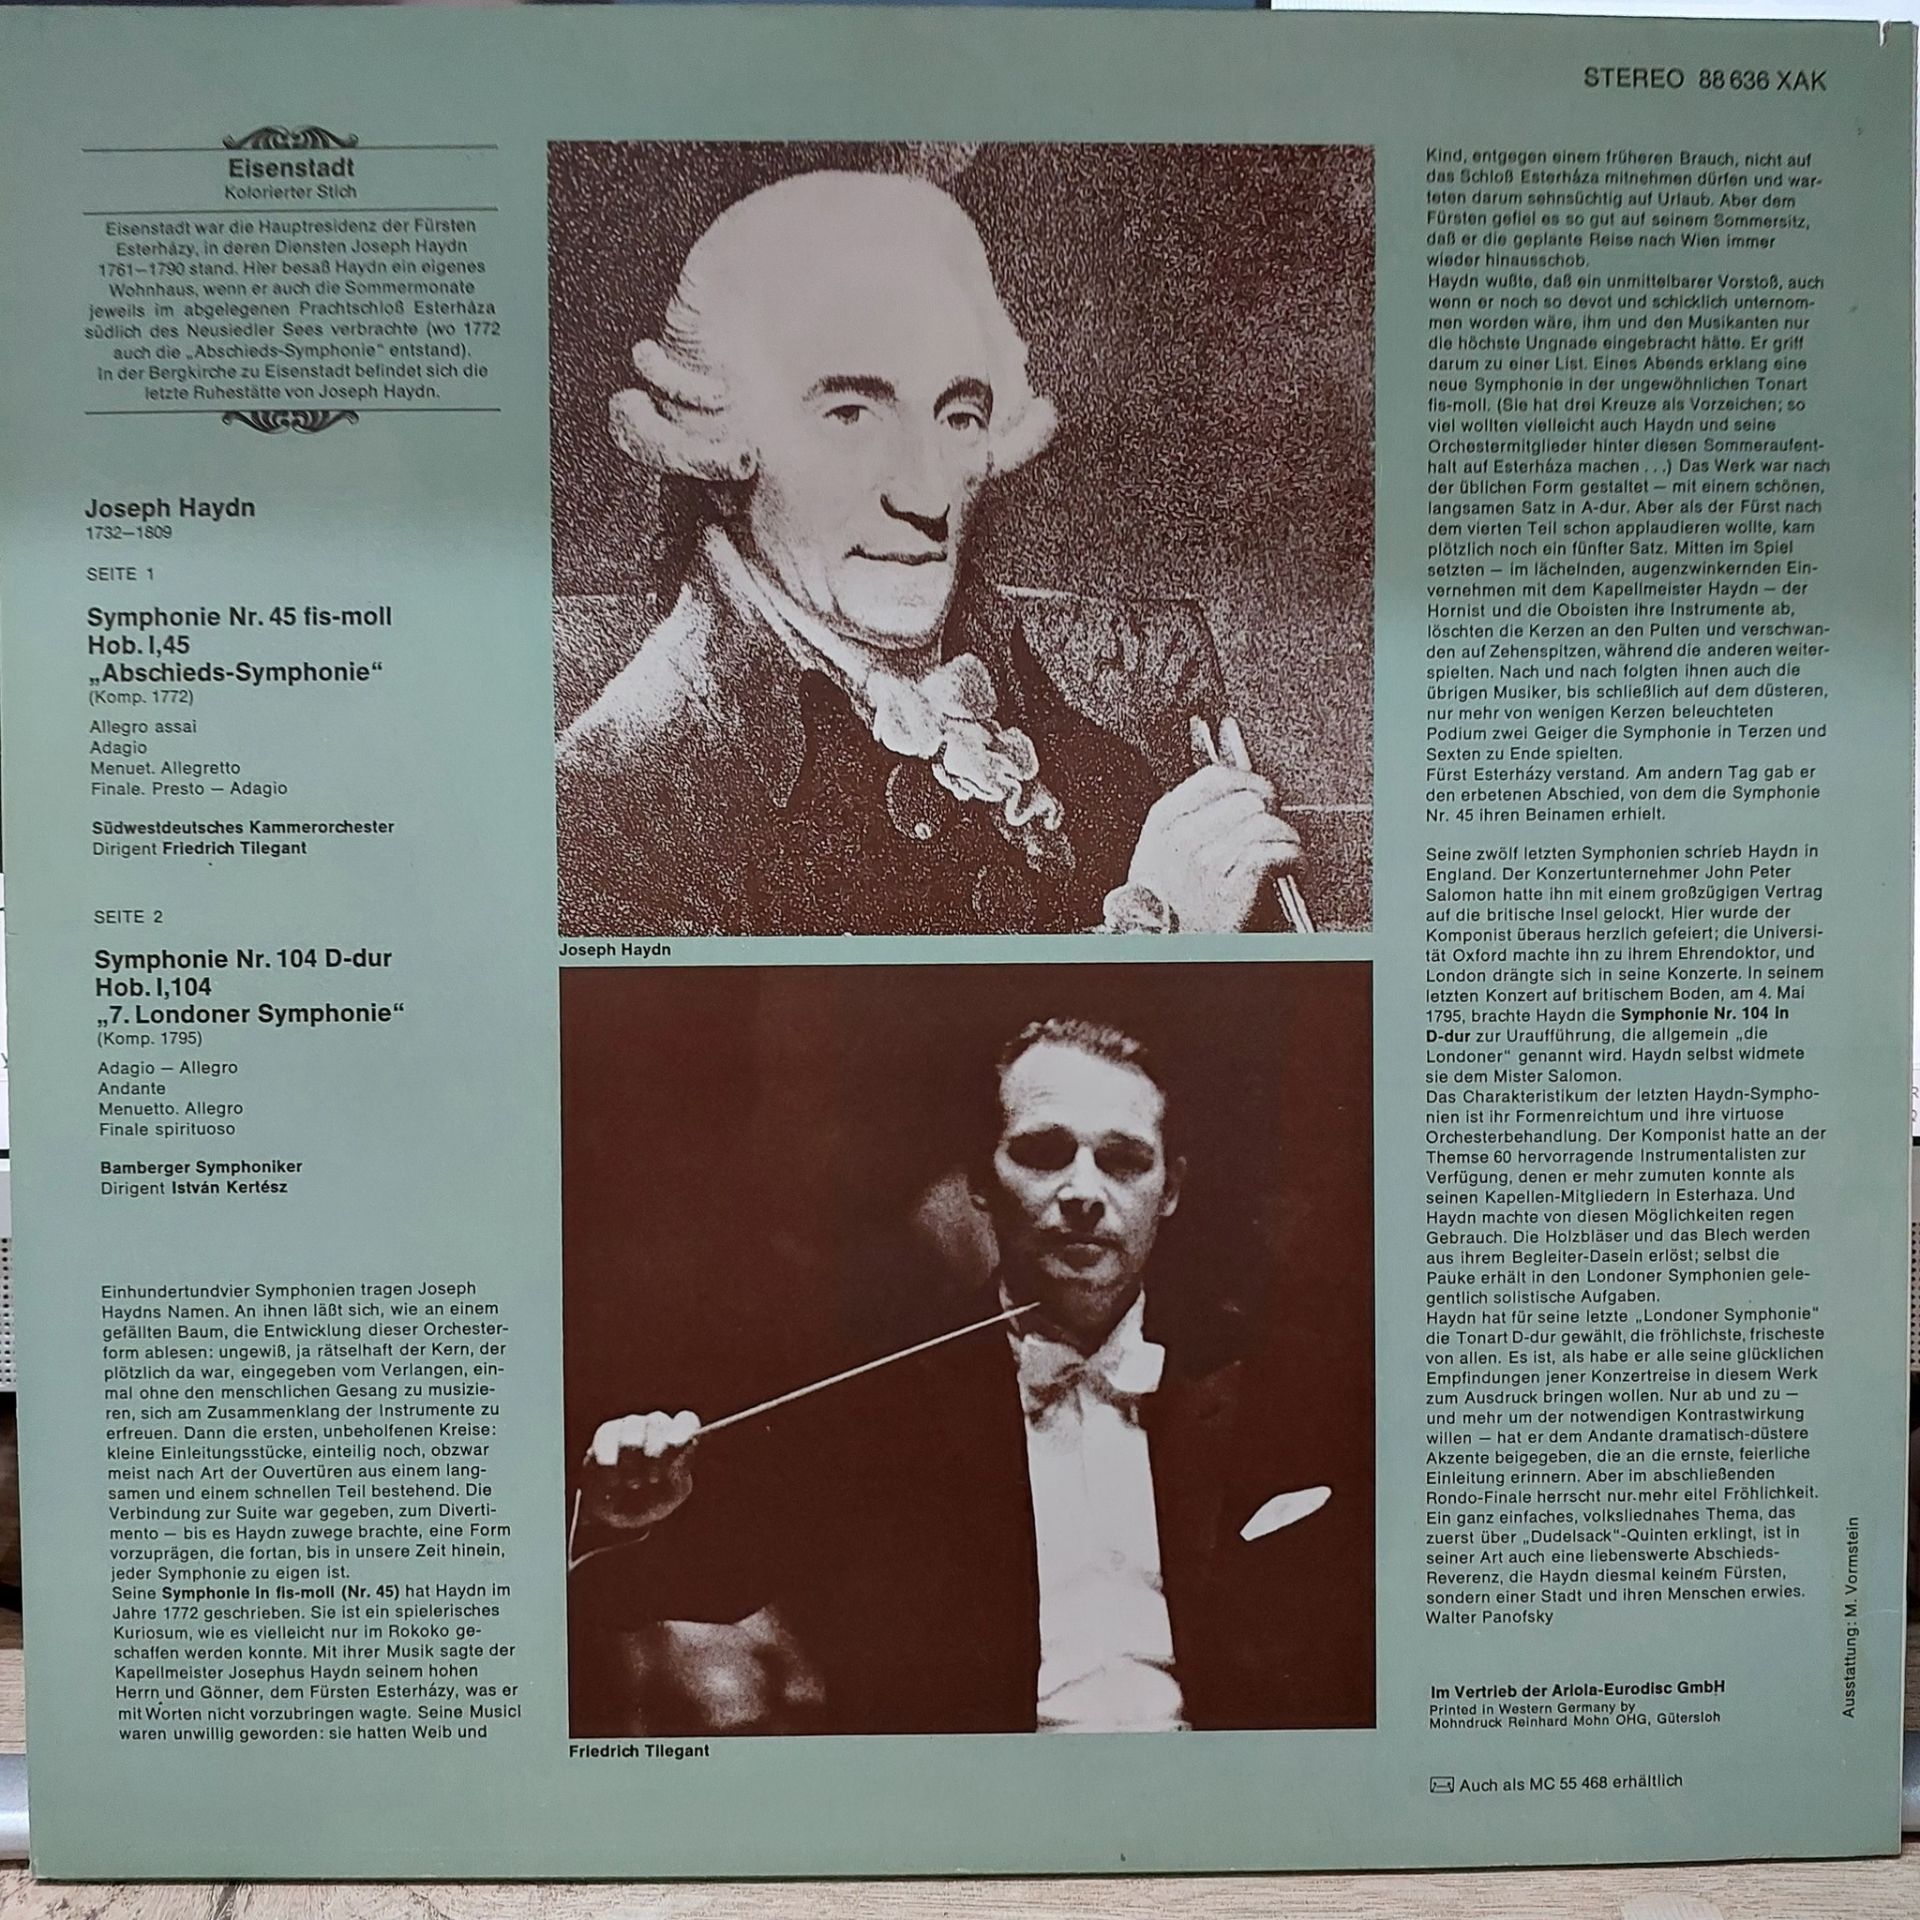 STEREO 88 636 XAK
Eisenstadt
Kolorierter Stich
Eisenstadt war die Hauptresidenz der Fürsten
Esterházy, in deren Diensten Joseph Haydn
1761–1790 stand. Hier besaß Haydn ein eigenes
Wohnhaus, wenn er auch die Sommermonate
jeweils im abgelegenen Prachtschloß Esterháza
südlich des Neusiedler Sees verbrachte (wo 1772
auch die „Abschieds-Symphonie“ entstand).
In der Bergkirche zu Eisenstadt befindet sich die
letzte Ruhestätte von Joseph Haydn.
Joseph Haydn
1732–1809
SEITE 1
Symphonie Nr. 45 fis-moll
Hob. I,45
„Abschieds-Symphonie“
(Komp. 1772)
Allegro assai
Adagio
Menuet. Allegretto
Finale. Presto – Adagio
Südwestdeutsches Kammerorchester
Dirigent Friedrich Tilegant
SEITE 2
Symphonie Nr. 104 D-dur
Hob. I,104
„7. Londoner Symphonie“
(Komp. 1795)
Adagio – Allegro
Andante
Menuetto. Allegro
Finale spirituoso
Bamberger Symphoniker
Dirigent István Kertész
Einhundertundvier Symphonien tragen Joseph
Haydns Namen. An ihnen läßt sich, wie an einem
gefällten Baum, die Entwicklung dieser Orchester-
form ablesen: ungewiß, ja rätselhaft der Kern, der
plötzlich da war, eingegeben vom Verlangen, ein-
mal ohne den menschlichen Gesang zu musizie-
ren, sich am Zusammenklang der Instrumente zu
erfreuen. Dann die ersten, unbeholfenen Kreise:
kleine Einleitungsstücke, einteilig noch, obzwar
meist nach Art der Ouvertüren aus einem lang-
samen und einem schnellen Teil bestehend. Die
Verbindung zur Suite war gegeben, zum Diverti-
mento – bis es Haydn zuwege brachte, eine Form
vorzuprägen, die fortan, bis in unsere Zeit hinein,
jeder Symphonie zu eigen ist.
Seine Symphonie in fis-moll (Nr. 45) hat Haydn im
Jahre 1772 geschrieben. Sie ist ein spielerisches
Kuriosum, wie es vielleicht nur im Rokoko ge-
schaffen werden konnte. Mit ihrer Musik sagte der
Kapellmeister Josephus Haydn seinem hohen
Herrn und Gönner, dem Fürsten Esterházy, was er
mit Worten nicht vorzubringen wagte. Seine Musici
waren unwillig geworden: sie hatten Weib und
Joseph Haydn
Friedrich Tilegant
Kind, entgegen einem früheren Brauch, nicht auf
das Schloß Esterháza mitnehmen dürfen und war-
teten darum sehnsüchtig auf Urlaub. Aber dem
Fürsten gefiel es so gut auf seinem Sommersitz,
daß er die geplante Reise nach Wien immer
wieder hinausschob.
Haydn wußte, daß ein unmittelbarer Vorstoß, auch
wenn er noch so devot und schicklich unternom-
men worden wäre, ihm und den Musikanten nur
die höchste Ungnade eingebracht hätte. Er griff
darum zu einer List. Eines Abends erklang eine
neue Symphonie in der ungewöhnlichen Tonart
fis-moll. (Sie hat drei Kreuze als Vorzeichen; so
viel wollten vielleicht auch Haydn und seine
Orchestermitglieder hinter diesen Sommeraufent-
halt auf Esterháza machen . . .) Das Werk war nach
der üblichen Form gestaltet – mit einem schönen,
langsamen Satz in A-dur. Aber als der Fürst nach
dem vierten Teil schon applaudieren wollte, kam
plötzlich noch ein fünfter Satz. Mitten im Spiel
setzten – im lächelnden, augenzwinkernden Ein-
vernehmen mit dem Kapellmeister Haydn – der
Hornist und die Oboisten ihre Instrumente ab,
löschten die Kerzen an den Pulten und verschwan-
den auf Zehenspitzen, während die anderen weiter-
spielten. Nach und nach folgten ihnen auch die
übrigen Musiker, bis schließlich auf dem düsteren,
nur mehr von wenigen Kerzen beleuchteten
Podium zwei Geiger die Symphonie in Terzen und
Sexten zu Ende spielten.
Fürst Esterházy verstand. Am andern Tag gab er
den erbetenen Abschied, von dem die Symphonie
Nr. 45 ihren Beinamen erhielt.
Seine zwölf letzten Symphonien schrieb Haydn in
England. Der Konzertunternehmer John Peter
Salomon hatte ihn mit einem großzügigen Vertrag
auf die britische Insel gelockt. Hier wurde der
Komponist überaus herzlich gefeiert; die Universi-
tät Oxford machte ihn zu ihrem Ehrendoktor, und
London drängte sich in seine Konzerte. In seinem
letzten Konzert auf britischem Boden, am 4. Mai
1795, brachte Haydn die Symphonie Nr. 104 in
D-dur zur Uraufführung, die allgemein „die
Londoner“ genannt wird. Haydn selbst widmete
sie dem Mister Salomon.
Das Charakteristikum der letzten Haydn-Sympho-
nien ist ihr Formenreichtum und ihre virtuose
Orchesterbehandlung. Der Komponist hatte an der
Themse 60 hervorragende Instrumentalisten zur
Verfügung, denen er mehr zumuten konnte als
seinen Kapellen-Mitgliedern in Esterhaza. Und
Haydn machte von diesen Möglichkeiten regen
Gebrauch. Die Holzbläser und das Blech werden
aus ihrem Begleiter-Dasein erlöst; selbst die
Pauke erhält in den Londoner Symphonien gele-
gentlich solistische Aufgaben.
Haydn hat für seine letzte „Londoner Symphonie“
die Tonart D-dur gewählt, die fröhlichste, frischeste
von allen. Es ist, als habe er alle seine glücklichen
Empfindungen jener Konzertreise in diesem Werk
zum Ausdruck bringen wollen. Nur ab und zu –
und mehr um der notwendigen Kontrastwirkung
willen – hat er dem Andante dramatisch-düstere
Akzente beigegeben, die an die ernste, feierliche
Einleitung erinnern. Aber im abschließenden
Rondo-Finale herrscht nur mehr eitel Fröhlichkeit.
Ein ganz einfaches, volksliednahes Thema, das
zuerst über „Dudelsack“-Quinten erklingt, ist in
seiner Art auch eine liebenswerte Abschieds-
Reverenz, die Haydn diesmal keinem Fürsten,
sondern einer Stadt und ihren Menschen erwies.
Walter Panofsky
Im Vertrieb der Ariola-Eurodisc GmbH
Printed in Western Germany by
Mohndruck Reinhard Mohn OHG, Gütersloh
Auch als MC 55 468 erhältlich
Ausstattung: M. Vormstein